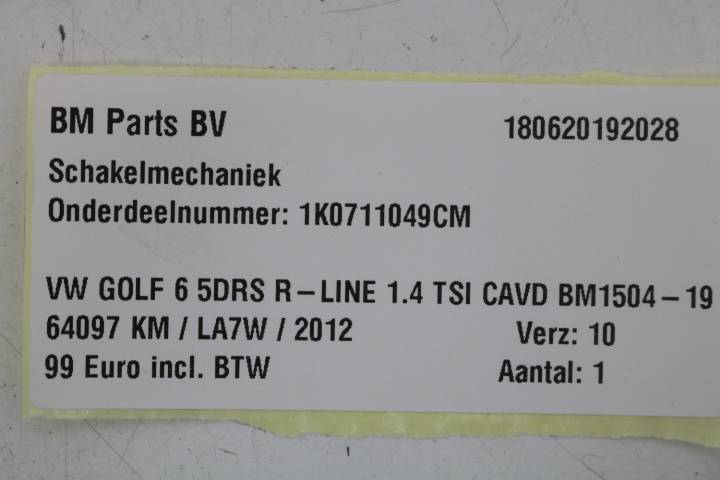 BM Parts BV 180620192028
Schakelmechaniek
Onderdeelnummer: 1K0711049CM
VW GOLF 6 5DRS R-LINE 1.4 TSI CAVD BM1504-19
64097 KM / LA7W / 2012 Verz: 10
99 Euro incl. BTW Aantal: 1